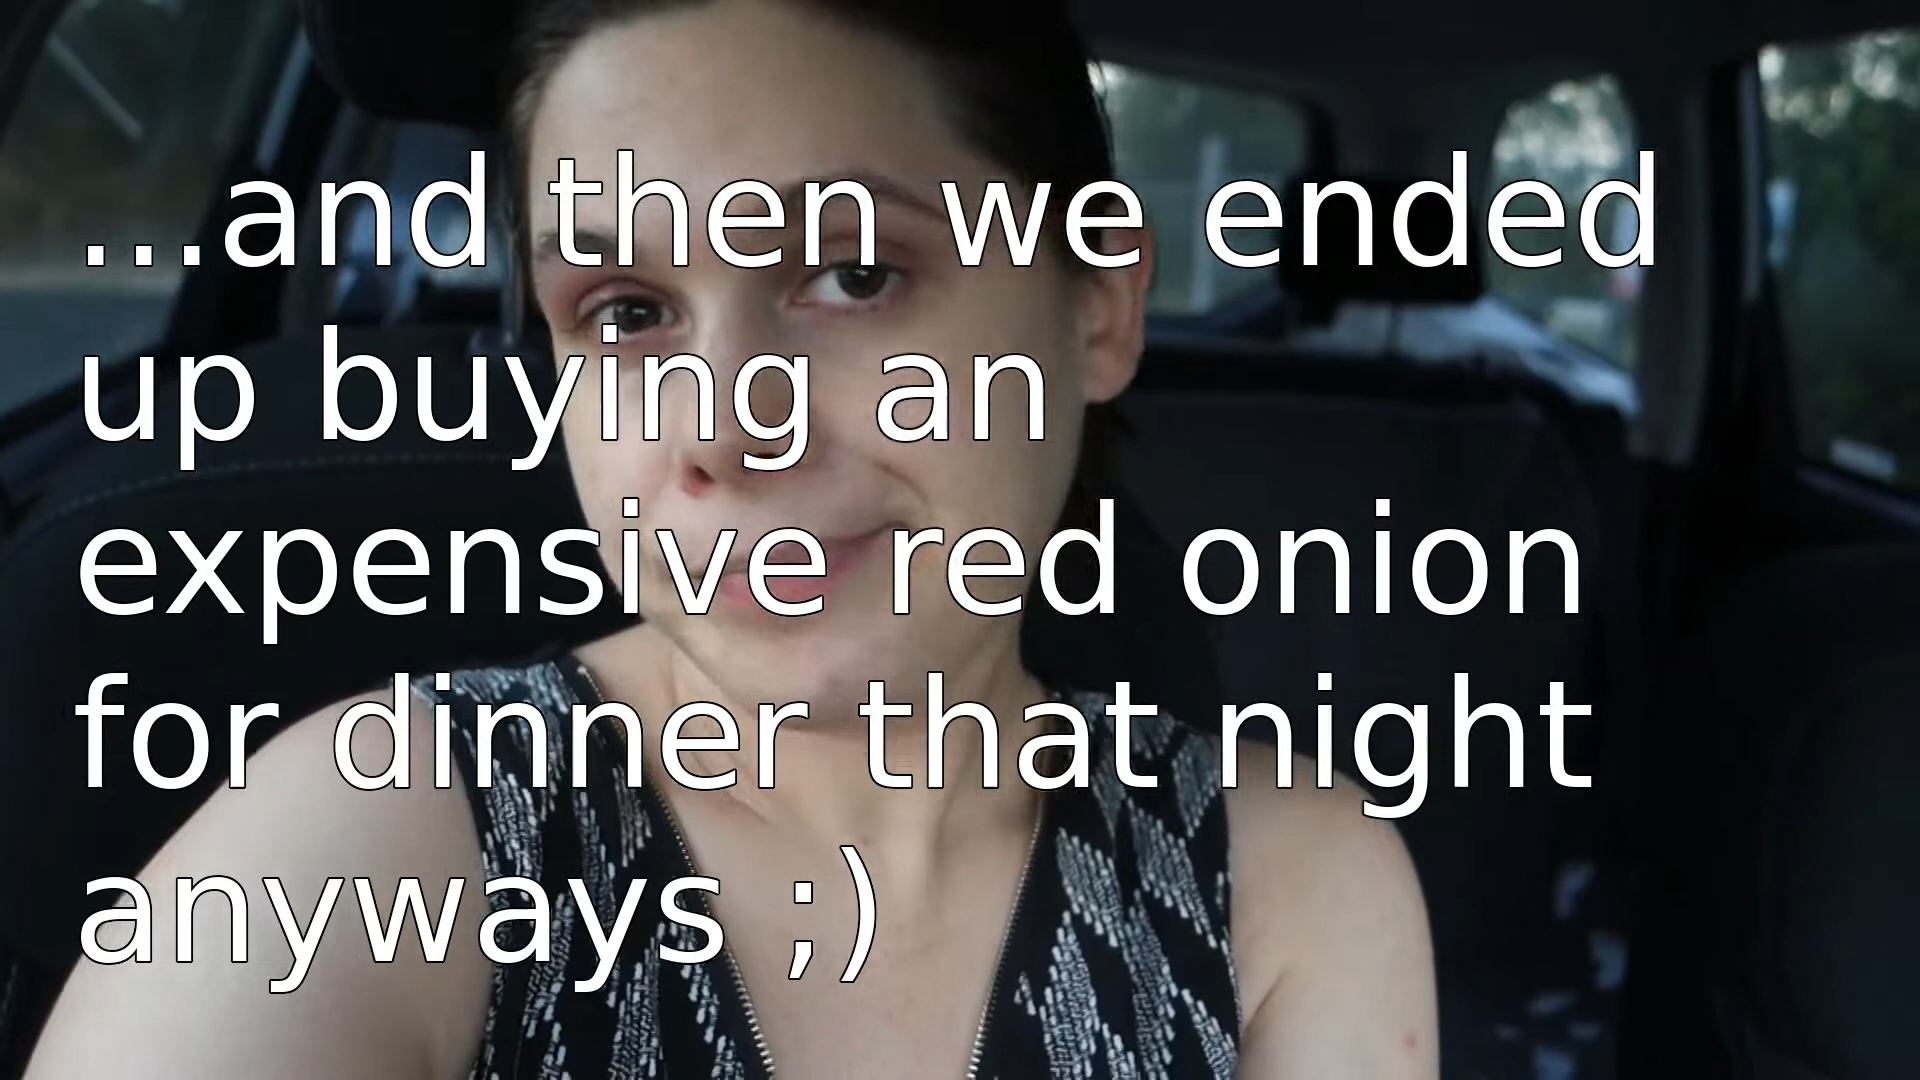 ...and then we ended
up buying an
expensive red onion
for dinner that night
anyways ;)